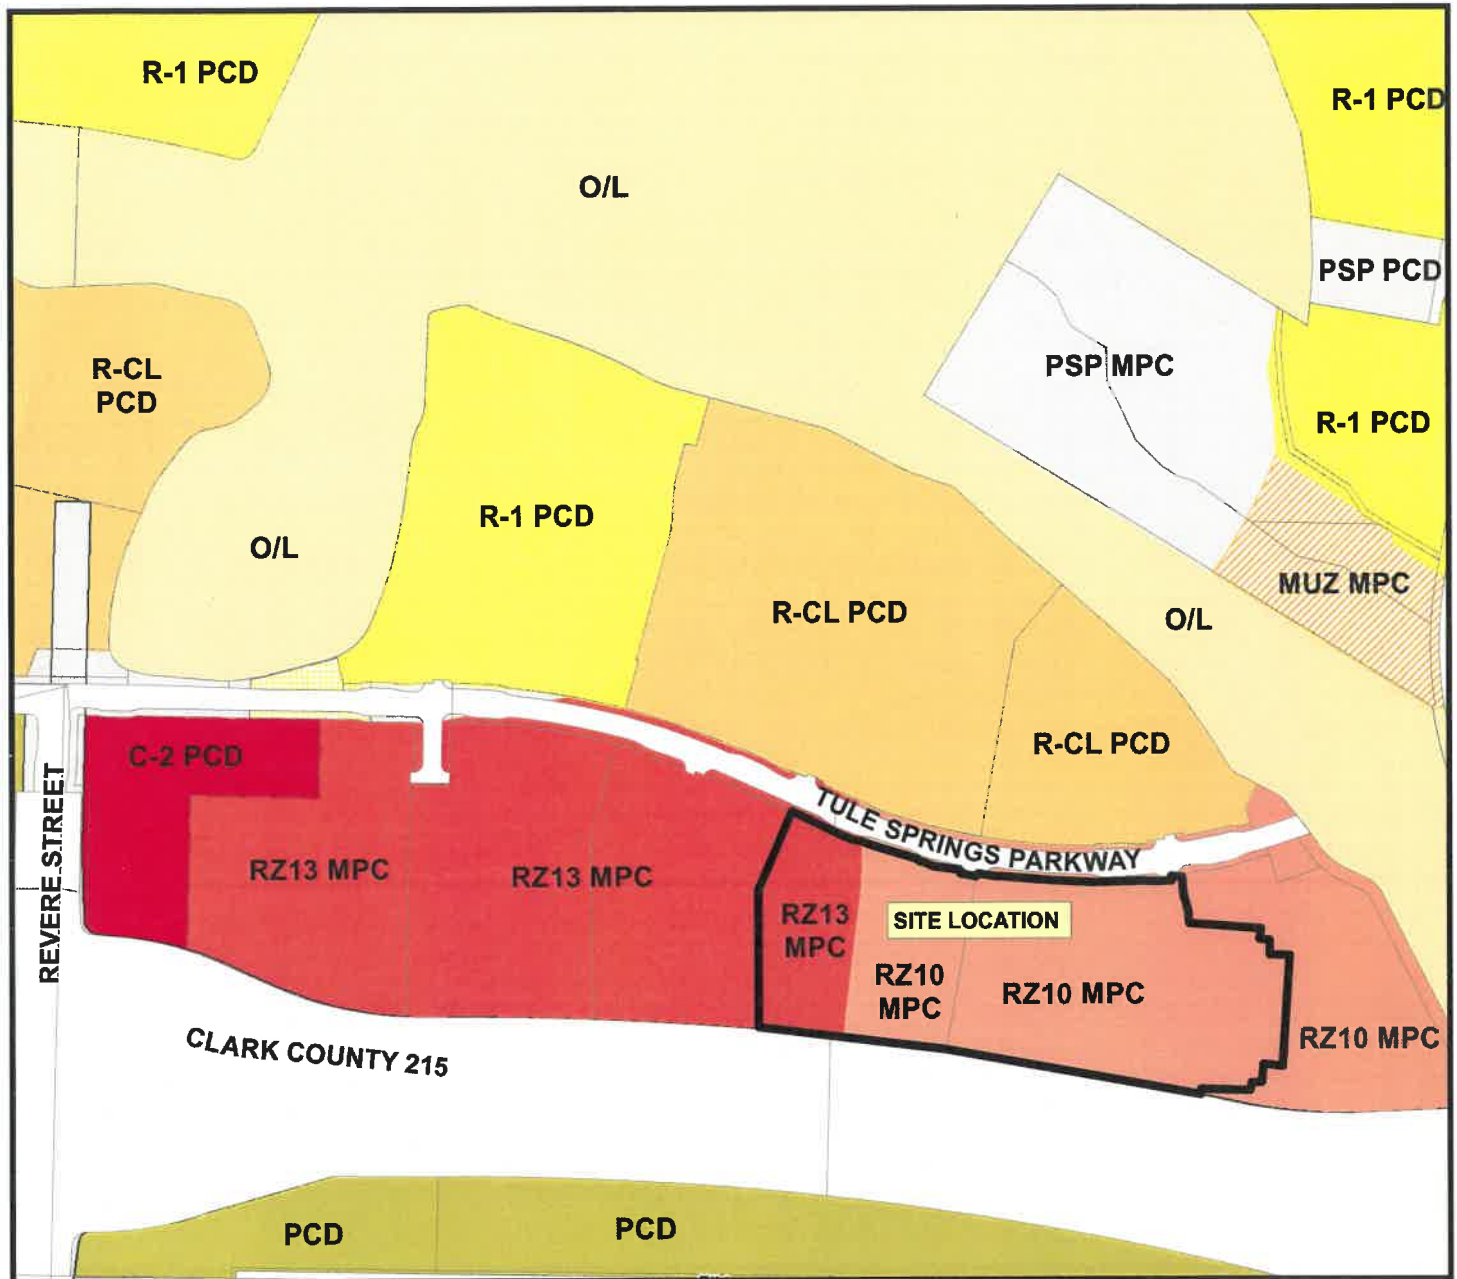 R-1 PCD
R-1 PCD
O/L
PSP PCD
PSP MPC
R-CL
PCD
R-1 PCD
R-1 PCD
O/L
MUZ MPC
R-CL PCD
O/L
R-CL PCD
C-2 PCD
TULE SPRINGS PARKWAY
REVERE STREET
RZ13 MPC
RZ13 MPC
RZ13
MPC
SITE LOCATION
RZ10
MPC
RZ10 MPC
RZ10 MPC
CLARK COUNTY 215
PCD
PCD